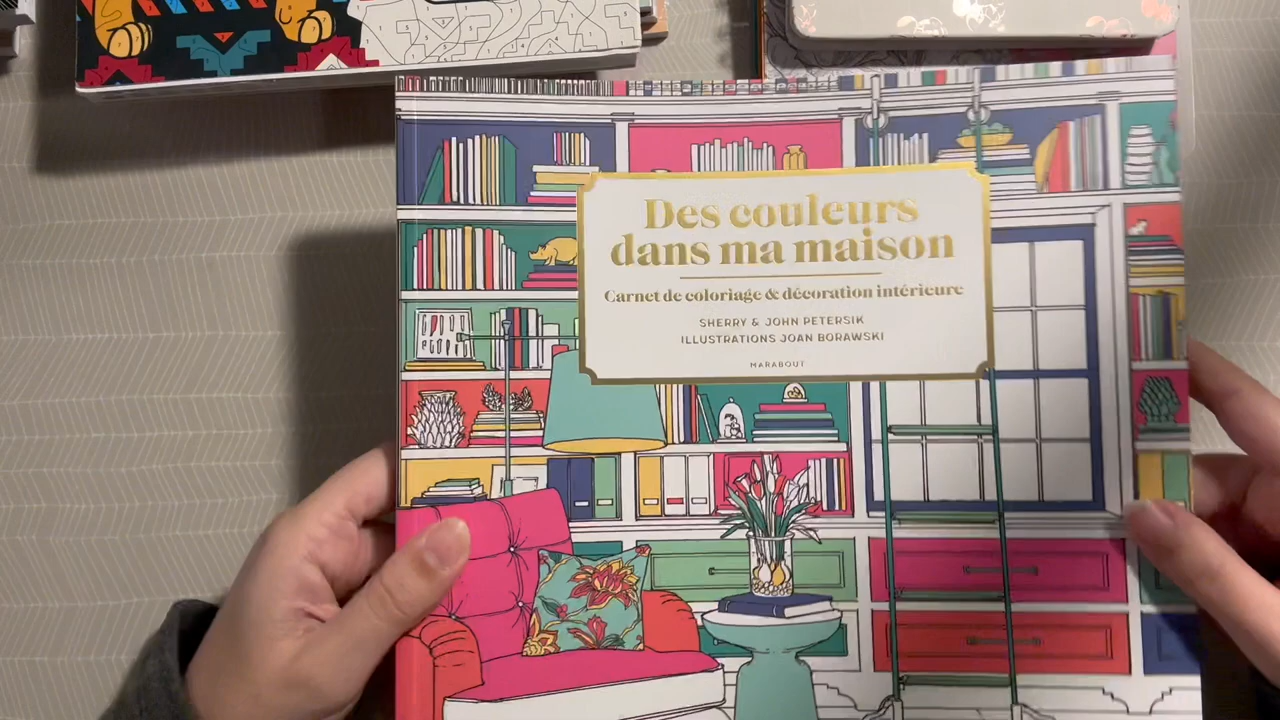 Des couleurs
dans ma maison
Carnet de coloriage & décoration intérieure
SHERRY & JOHN PETERSIK
ILLUSTRATIONS JOAN BORAWSKI
MARABOUT